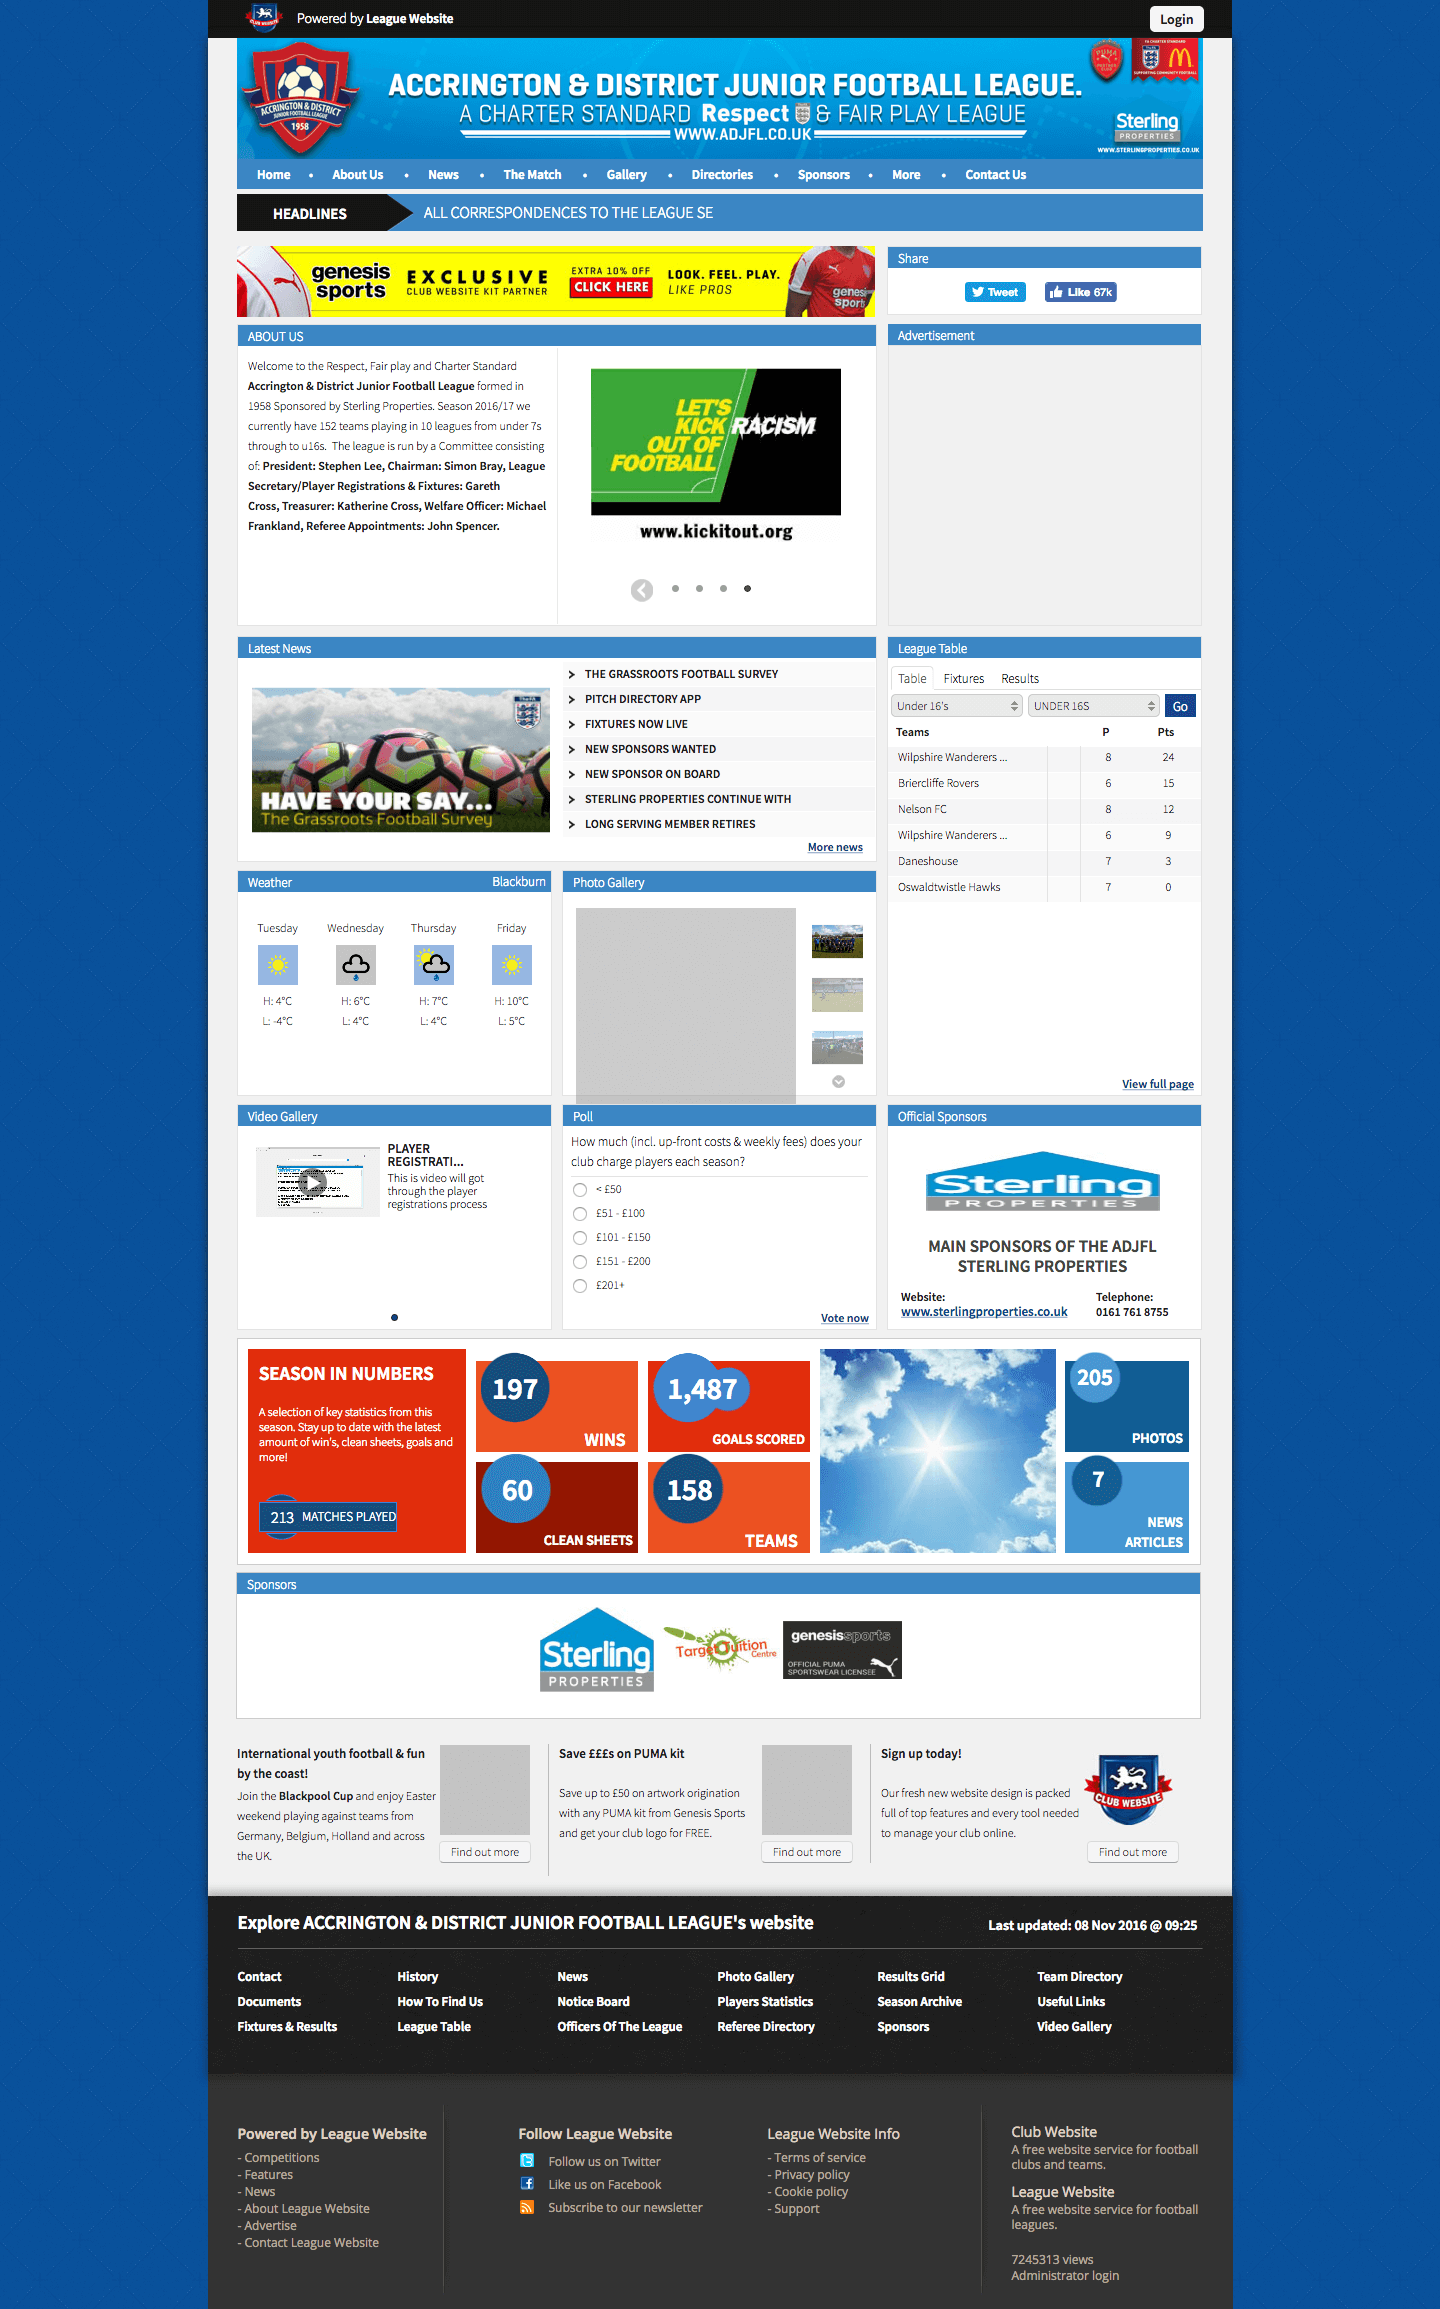 Powered by League Website
Login
ACCRINGTON & DISTRICT
JUNIOR FOOTBALL LEAGUE
1958
ACCRINGTON & DISTRICT JUNIOR FOOTBALL LEAGUE.
A CHARTER STANDARD Respect & FAIR PLAY LEAGUE
WWW.ADJFL.CO.UK
Sterling
PROPERTIES
WWW.STERLINGPROPERTIES.CO.UK
Home • About Us • News • The Match • Gallery • Directories • Sponsors • More • Contact Us
HEADLINES
ALL CORRESPONDENCES TO THE LEAGUE SE
genesis
sports
EXCLUSIVE
CLUB WEBSITE KIT PARTNER
EXTRA 10% OFF
CLICK HERE
LOOK. FEEL. PLAY.
LIKE PROS
Share
Tweet
Like 67k
ABOUT US
Welcome to the Respect, Fair play and Charter Standard
Accrington & District Junior Football League formed in
1958 Sponsored by Sterling Properties. Season 2016/17 we
currently have 152 teams playing in 10 leagues from under 7s
through to u16s. The league is run by a Committee consisting
of: President: Stephen Lee, Chairman: Simon Bray, League
Secretary/Player Registrations & Fixtures: Gareth
Cross, Treasurer: Katherine Cross, Welfare Officer: Michael
Frankland, Referee Appointments: John Spencer.
LET'S
KICK RACISM
OUT OF
FOOTBALL
www.kickitout.org
Advertisement
Latest News
HAVE YOUR SAY...
The Grassroots Football Survey
THE GRASSROOTS FOOTBALL SURVEY
PITCH DIRECTORY APP
FIXTURES NOW LIVE
NEW SPONSORS WANTED
NEW SPONSOR ON BOARD
STERLING PROPERTIES CONTINUE WITH
LONG SERVING MEMBER RETIRES
More news
League Table
Table Fixtures Results
Under 16's UNDER 16S Go
Teams P Pts
Wilpshire Wanderers ... 8 24
Briercliffe Rovers 6 15
Nelson FC 8 12
Wilpshire Wanderers ... 6 9
Daneshouse 7 3
Oswaldtwistle Hawks 7 0
View full page
Weather Blackburn
Tuesday Wednesday Thursday Friday
H: 4°C H: 6°C H: 7°C H: 10°C
L: -4°C L: 4°C L: 4°C L: 5°C
Photo Gallery
Video Gallery
PLAYER
REGISTRATI...
This is video will got
through the player
registrations process
Poll
How much (incl. up-front costs & weekly fees) does your
club charge players each season?
< £50
£51 - £100
£101 - £150
£151 - £200
£201+
Vote now
Official Sponsors
Sterling
PROPERTIES
MAIN SPONSORS OF THE ADJFL
STERLING PROPERTIES
Website: Telephone:
www.sterlingproperties.co.uk 0161 761 8755
SEASON IN NUMBERS
A selection of key statistics from this
season. Stay up to date with the latest
amount of win's, clean sheets, goals and
more!
213 MATCHES PLAYED
197
WINS
1,487
GOALS SCORED
60
CLEAN SHEETS
158
TEAMS
205
PHOTOS
7
NEWS
ARTICLES
Sponsors
Sterling
PROPERTIES
Target Tuition
Centre
genesissports
OFFICIAL PUMA
SPORTSWEAR LICENSEE
International youth football & fun
by the coast!
Join the Blackpool Cup and enjoy Easter
weekend playing against teams from
Germany, Belgium, Holland and across
the UK.
Find out more
Save £££s on PUMA kit
Save up to £50 on artwork origination
with any PUMA kit from Genesis Sports
and get your club logo for FREE.
Find out more
Sign up today!
Our fresh new website design is packed
full of top features and every tool needed
to manage your club online.
CLUB WEBSITE
Find out more
Explore ACCRINGTON & DISTRICT JUNIOR FOOTBALL LEAGUE's website
Last updated: 08 Nov 2016 @ 09:25
Contact History News Photo Gallery Results Grid Team Directory
Documents How To Find Us Notice Board Players Statistics Season Archive Useful Links
Fixtures & Results League Table Officers Of The League Referee Directory Sponsors Video Gallery
Powered by League Website
- Competitions
- Features
- News
- About League Website
- Advertise
- Contact League Website
Follow League Website
Follow us on Twitter
Like us on Facebook
Subscribe to our newsletter
League Website Info
- Terms of service
- Privacy policy
- Cookie policy
- Support
Club Website
A free website service for football
clubs and teams.
League Website
A free website service for football
leagues.
7245313 views
Administrator login